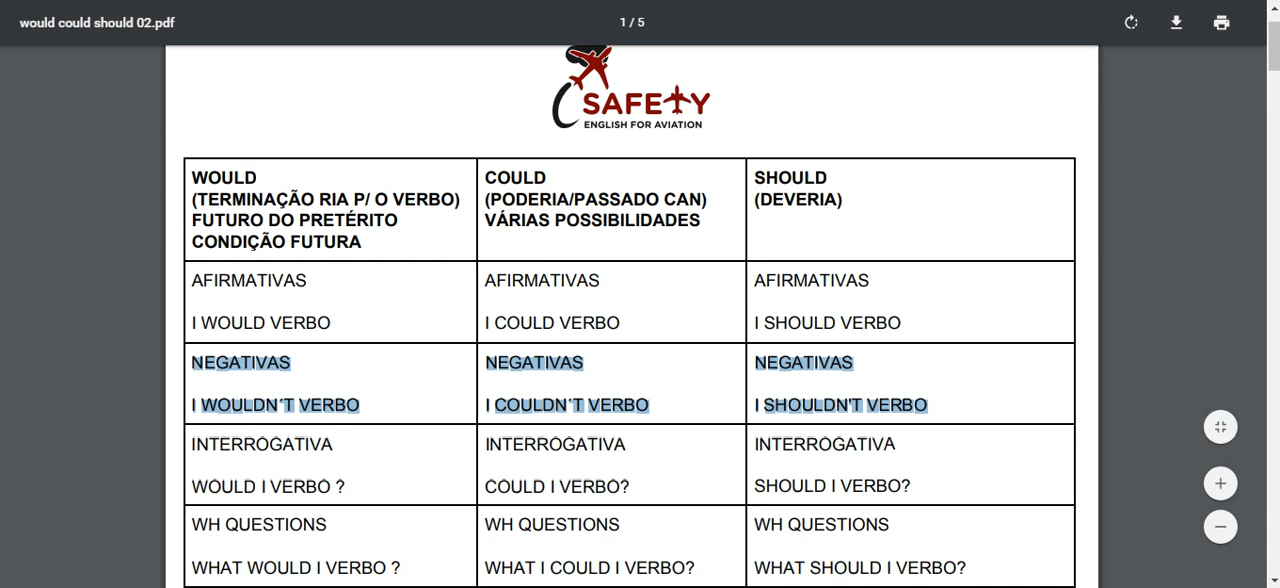 would could should 02.pdf
1 / 5
SAFETY
ENGLISH FOR AVIATION
WOULD
(TERMINAÇÃO RIA P/ O VERBO)
FUTURO DO PRETÉRITO
CONDIÇÃO FUTURA
COULD
(PODERIA/PASSADO CAN)
VÁRIAS POSSIBILIDADES
SHOULD
(DEVERIA)
AFIRMATIVAS
I WOULD VERBO
AFIRMATIVAS
I COULD VERBO
AFIRMATIVAS
I SHOULD VERBO
NEGATIVAS
I WOULDN´T VERBO
NEGATIVAS
I COULDN´T VERBO
NEGATIVAS
I SHOULDN'T VERBO
INTERROGATIVA
WOULD I VERBO ?
INTERROGATIVA
COULD I VERBO?
INTERROGATIVA
SHOULD I VERBO?
WH QUESTIONS
WHAT WOULD I VERBO ?
WH QUESTIONS
WHAT I COULD I VERBO?
WH QUESTIONS
WHAT SHOULD I VERBO?